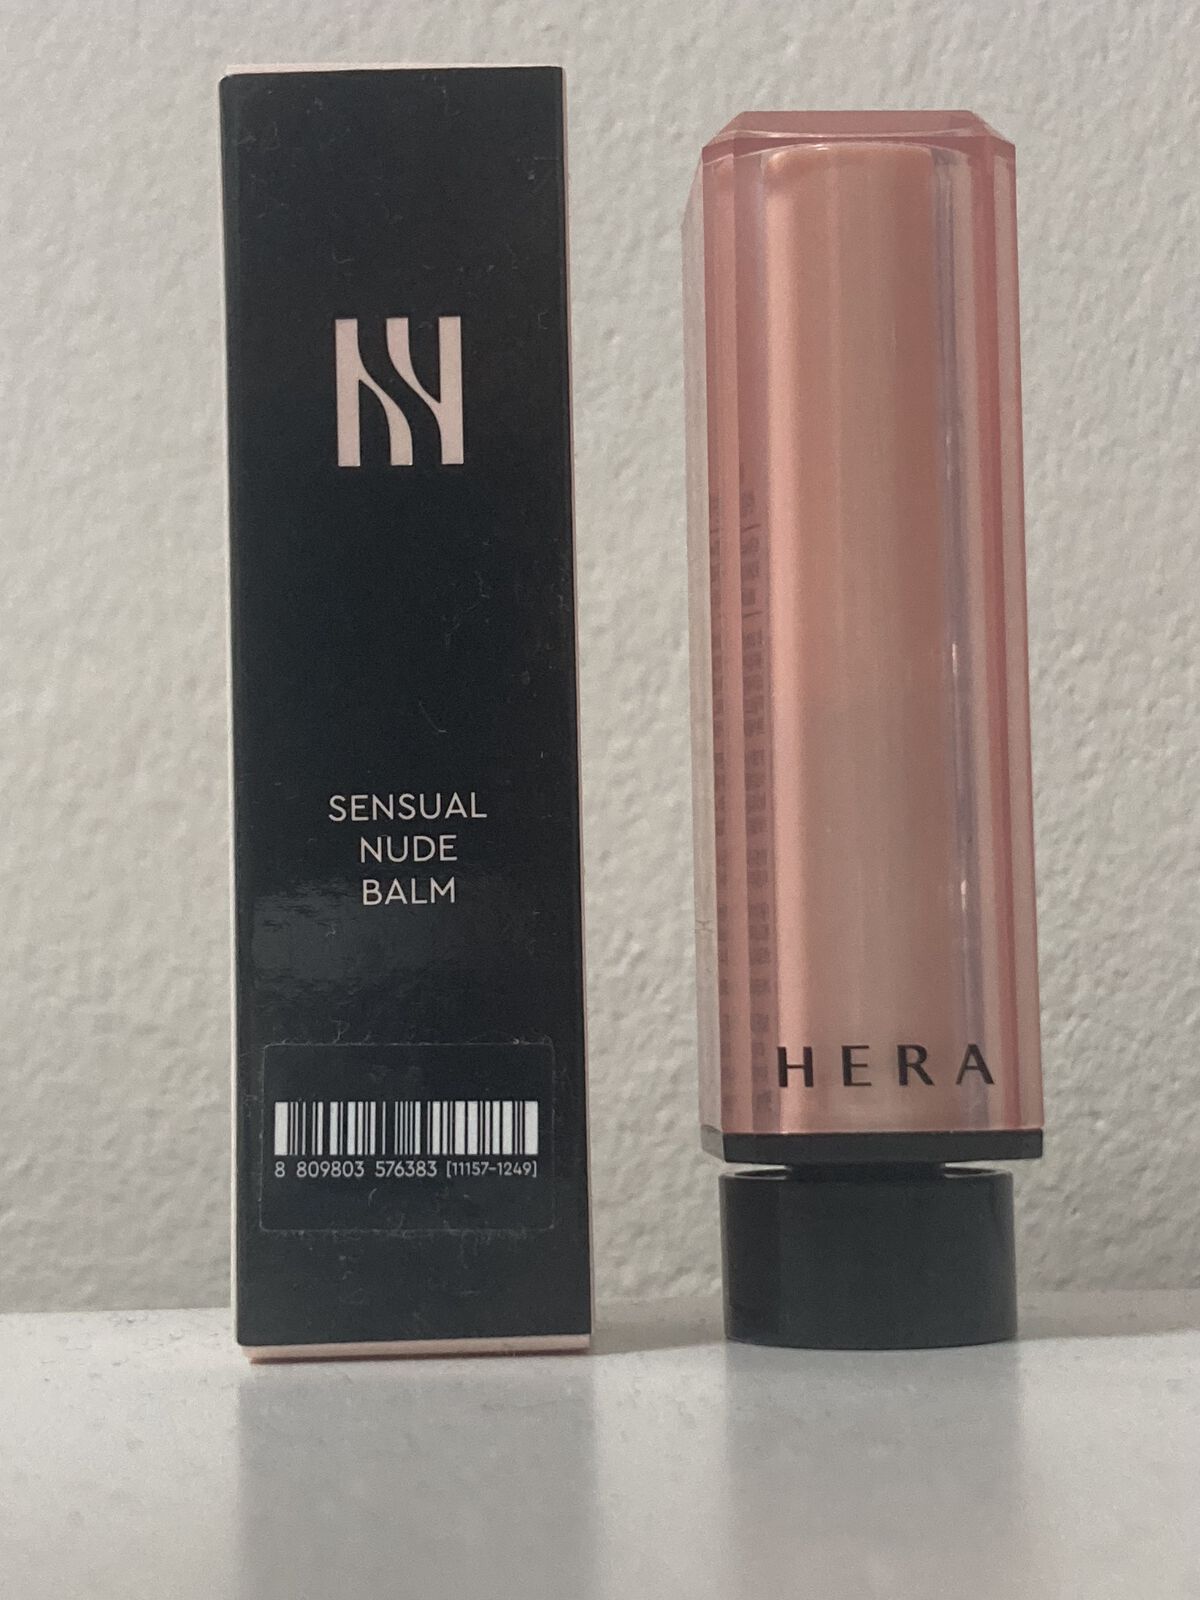 SENSUAL
NUDE
BALM
8 809803 576383 [11157-1249]
HERA